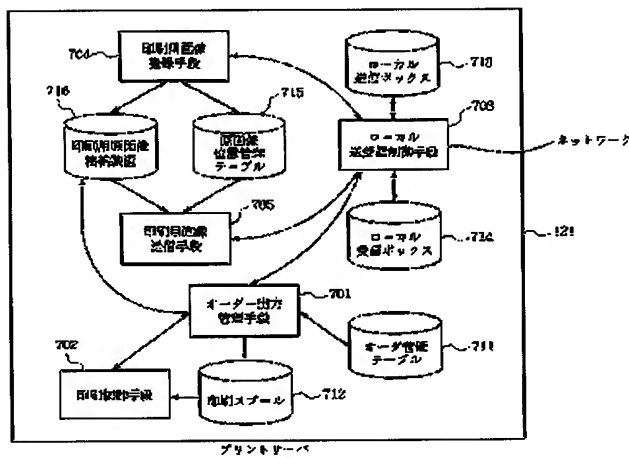 704
印刷用画像
登録手段
ローカル
送信ボックス
713
716
715
703
印刷用原画像
格納装置
原画像
位置管理
テーブル
ローカル
送受信制御手段
ネットワーク
705
印刷用画像
送信手段
ローカル
受信ボックス
714
121
701
オーダー出力
管理手段
702
オーダ管理
テーブル
711
印刷制御手段
印刷スプール
712
プリントサーバ